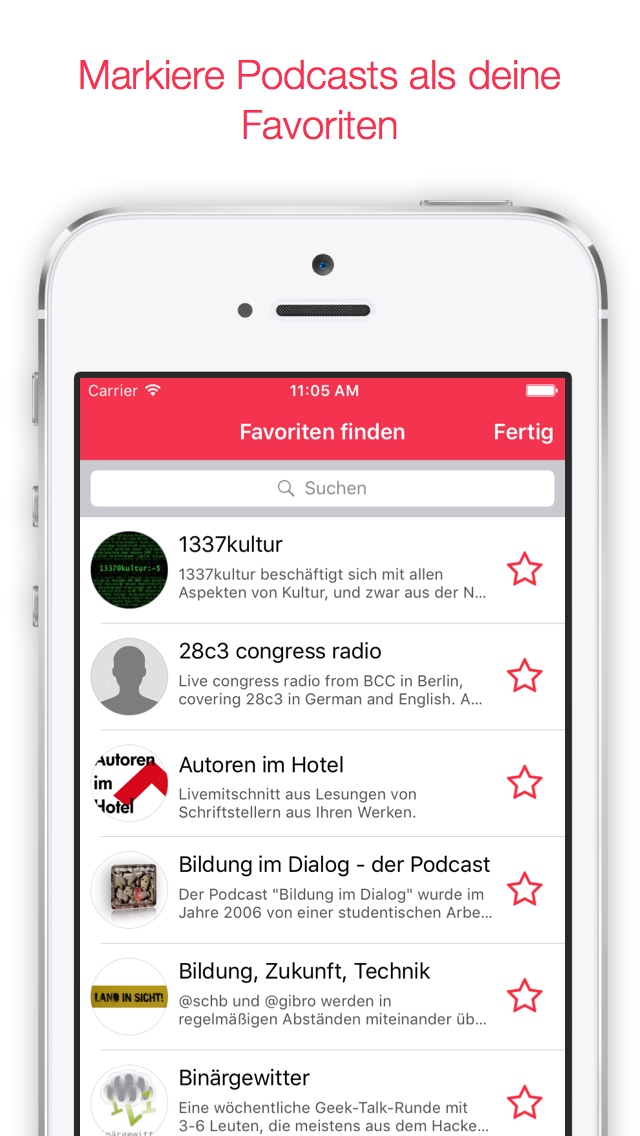 Markiere Podcasts als deine
Favoriten
Carrier
11:05 AM
Favoriten finden
Fertig
Suchen
1337@kultur:~$
1337kultur
1337kultur beschäftigt sich mit allen
Aspekten von Kultur, und zwar aus der N...
28c3 congress radio
Live congress radio from BCC in Berlin,
covering 28c3 in German and English. A...
Autoren
im
Hotel
Autoren im Hotel
Livemitschnitt aus Lesungen von
Schriftstellern aus Ihren Werken.
Bildung im Dialog - der Podcast
Der Podcast "Bildung im Dialog" wurde im
Jahre 2006 von einer studentischen Arbe...
LAND IN SICHT!
Bildung, Zukunft, Technik
@schb und @gibro werden in
regelmäßigen Abständen miteinander üb...
Binärgewitter
Eine wöchentliche Geek-Talk-Runde mit
3-6 Leuten, die meistens aus dem Hacke...